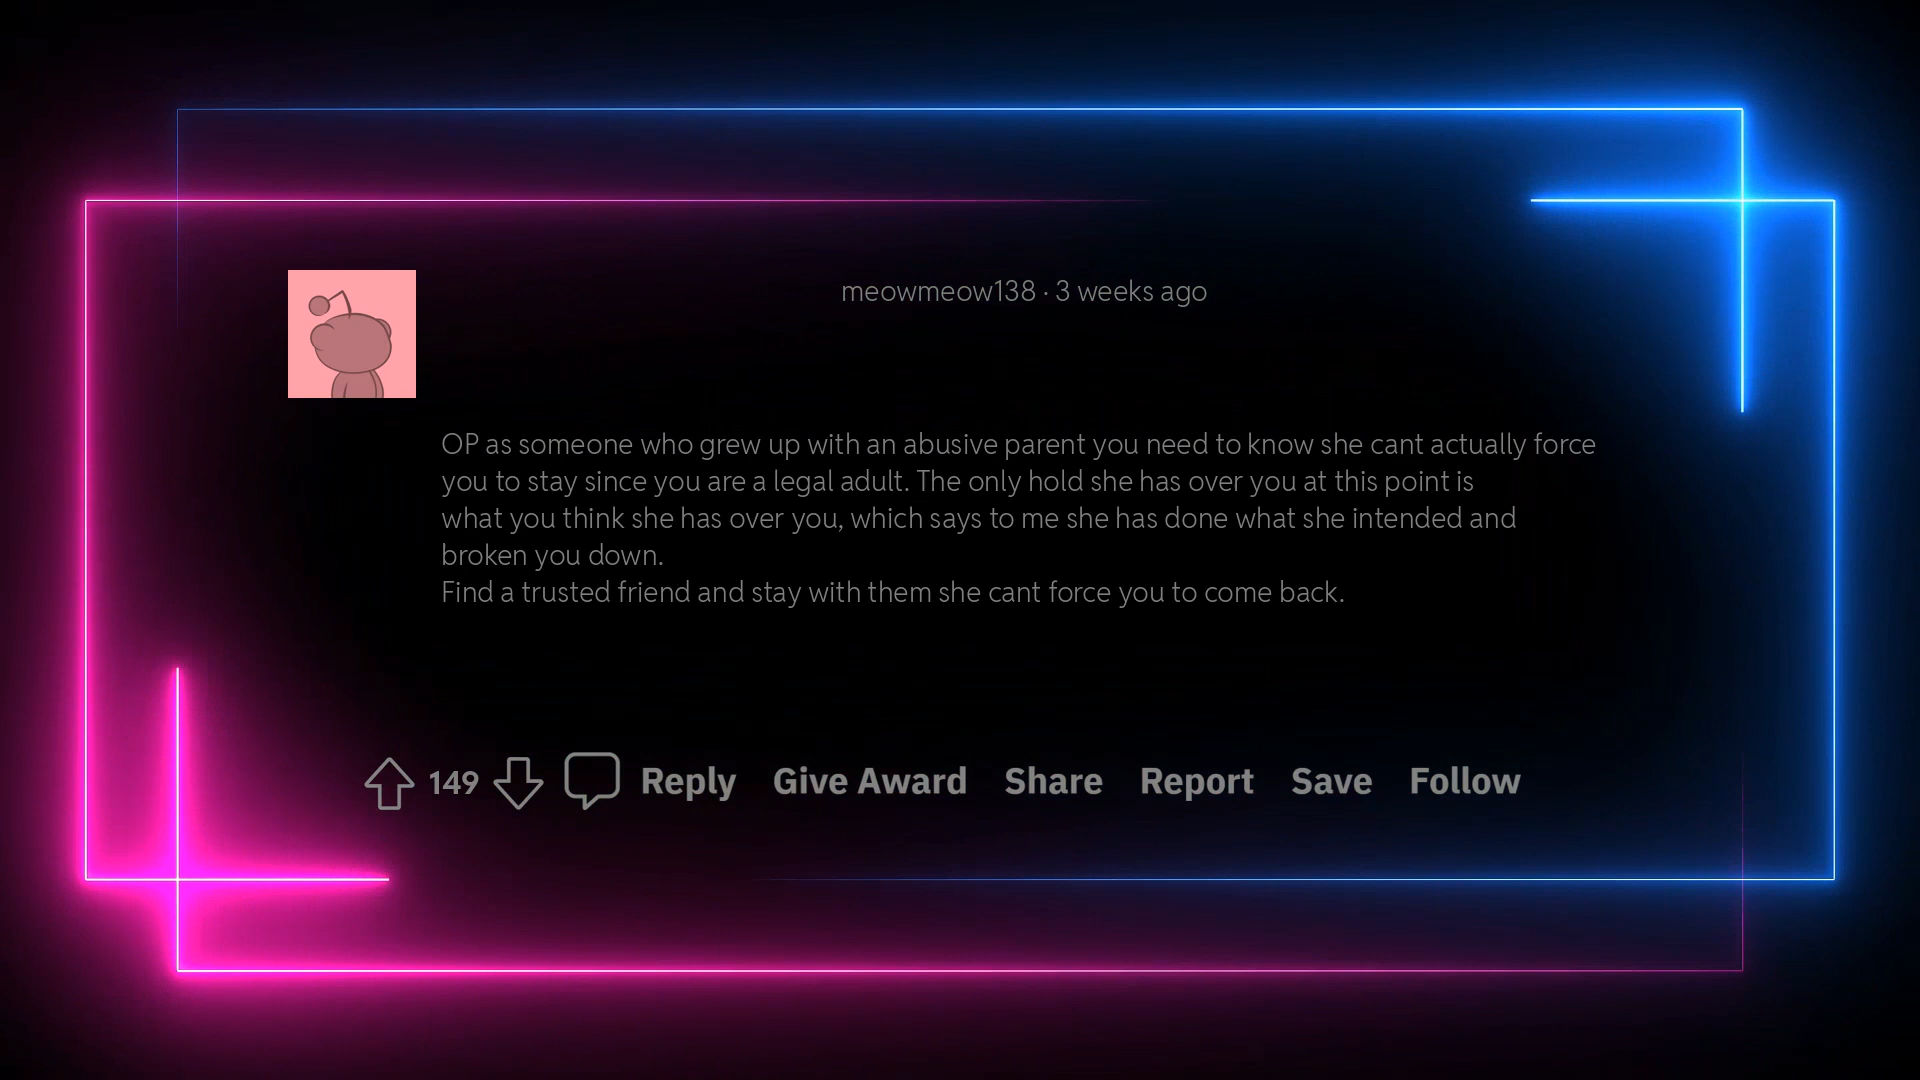 meowmeow138 · 3 weeks ago
OP as someone who grew up with an abusive parent you need to know she cant actually force
you to stay since you are a legal adult. The only hold she has over you at this point is
what you think she has over you, which says to me she has done what she intended and
broken you down.
Find a trusted friend and stay with them she cant force you to come back.
149 Reply Give Award Share Report Save Follow